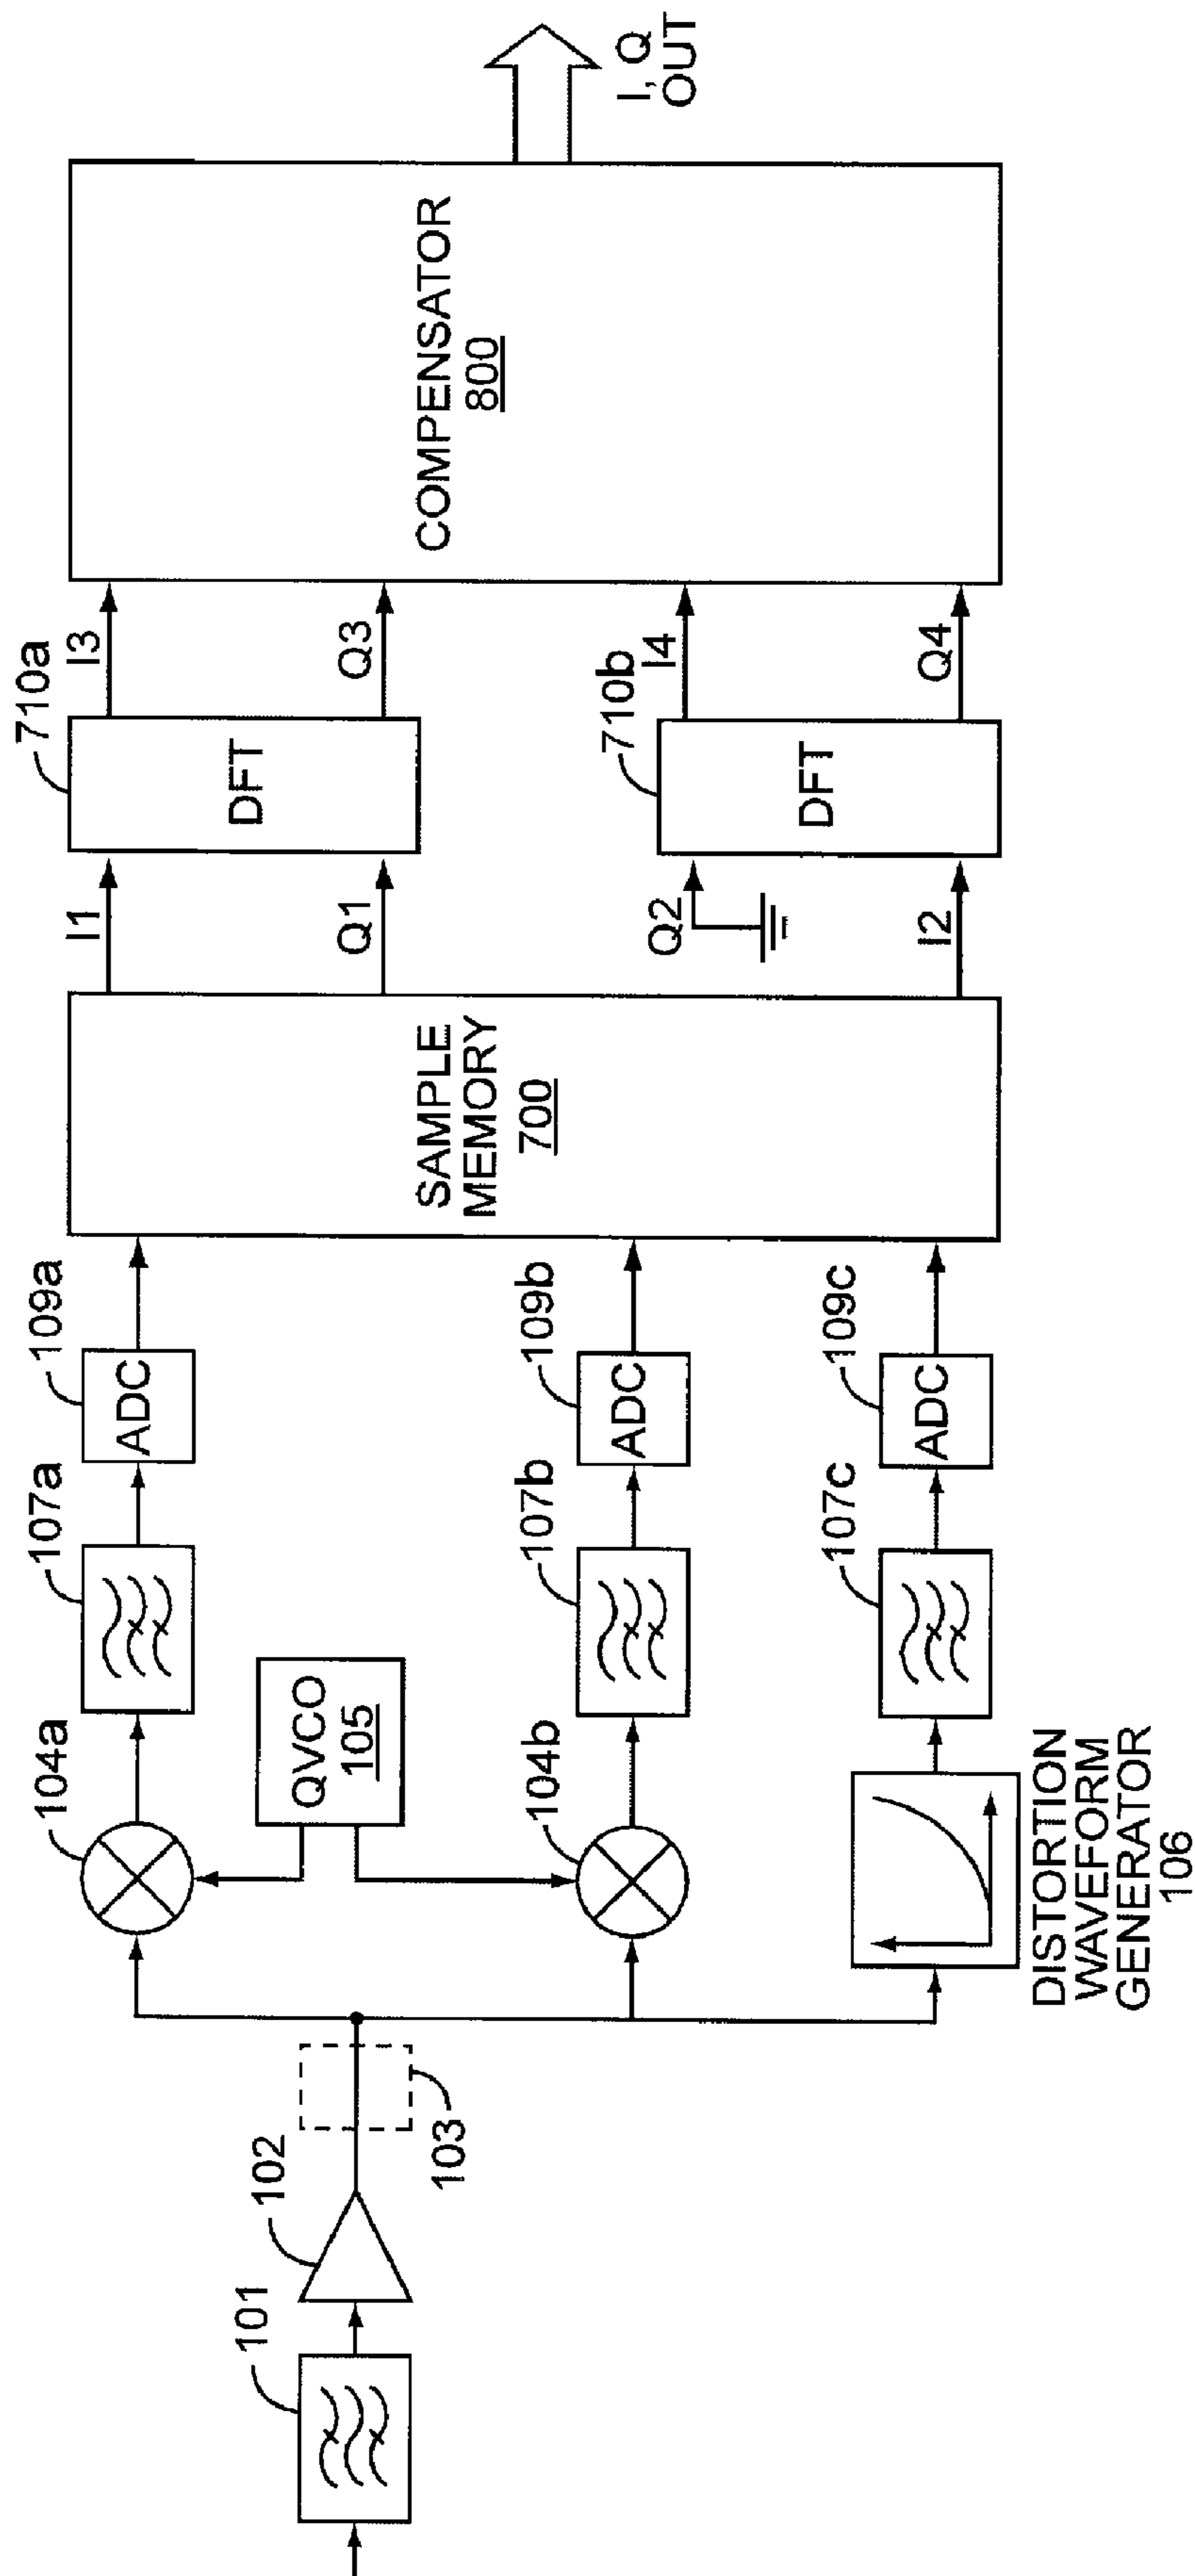 101
102
103
104a
QVCO
105
104b
DISTORTION
WAVEFORM
GENERATOR
106
107a
107b
107c
109a
ADC
109b
ADC
109c
ADC
SAMPLE
MEMORY
700
I1
Q1
Q2
I2
710a
DFT
710b
DFT
I3
Q3
I4
Q4
COMPENSATOR
800
I, Q
OUT